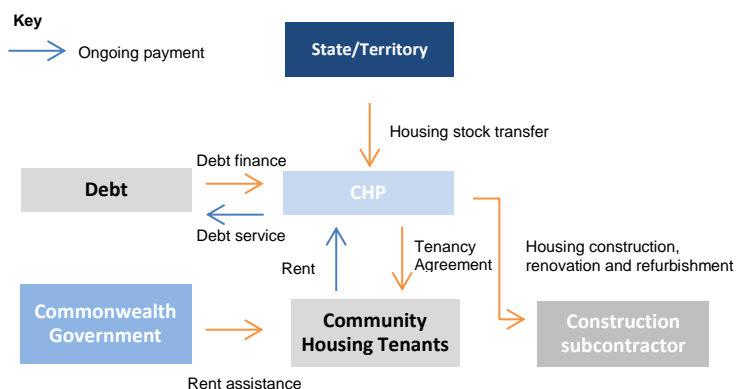 Key
Ongoing payment
State/Territory
Housing stock transfer
Debt finance
Debt
CHP
Debt service
Rent
Tenancy
Agreement
Housing construction,
renovation and refurbishment
Commonwealth
Government
Community
Housing Tenants
Construction
subcontractor
Rent assistance